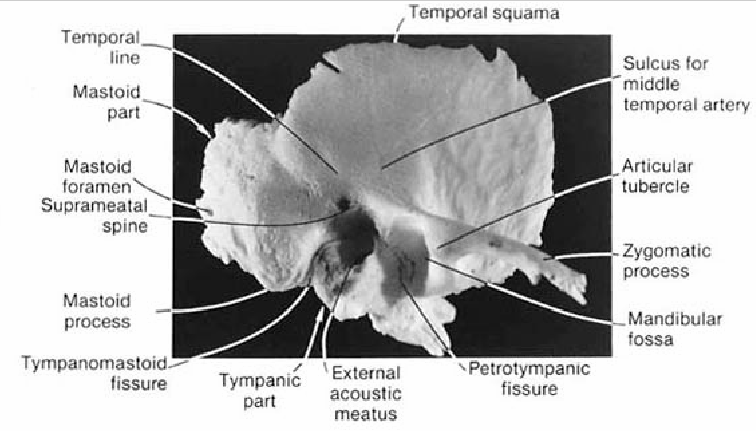 Temporal squama
Temporal
line
Mastoid
part
Mastoid
foramen
Suprameatal
spine
Mastoid
process
Tympanomastoid
fissure
Tympanic
part
External
acoustic
meatus
Petrotympanic
fissure
Sulcus for
middle
temporal artery
Articular
tubercle
Zygomatic
process
Mandibular
fossa